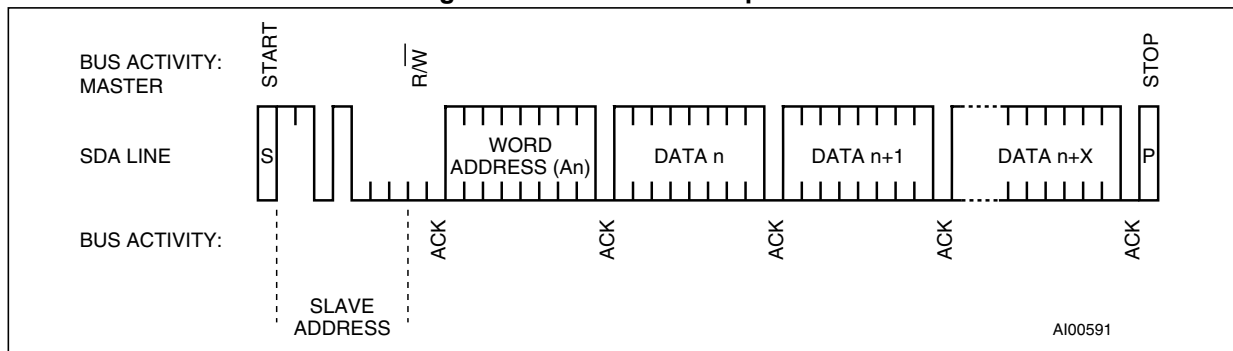 BUS ACTIVITY:
MASTER
START
R/W
STOP
SDA LINE
S
WORD
ADDRESS (An)
DATA n
DATA n+1
DATA n+X
P
BUS ACTIVITY:
ACK
ACK
ACK
ACK
ACK
SLAVE
ADDRESS
AI00591